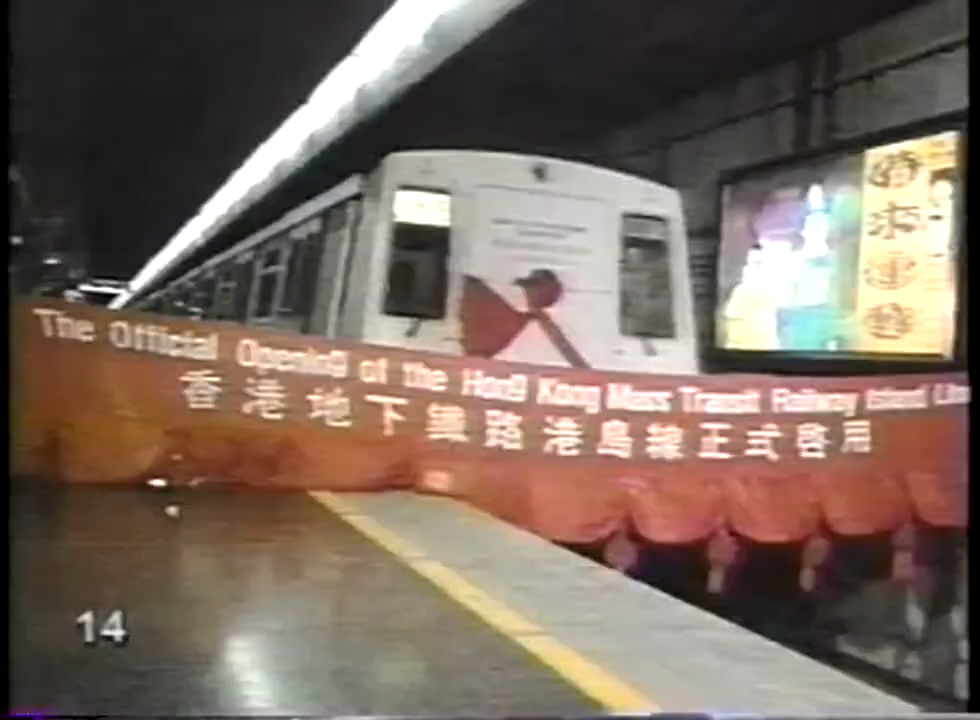 The Official Opening of the Hong Kong Mass Transit Railway Island Lin
香港地下鐵路港島線正式啓用
14